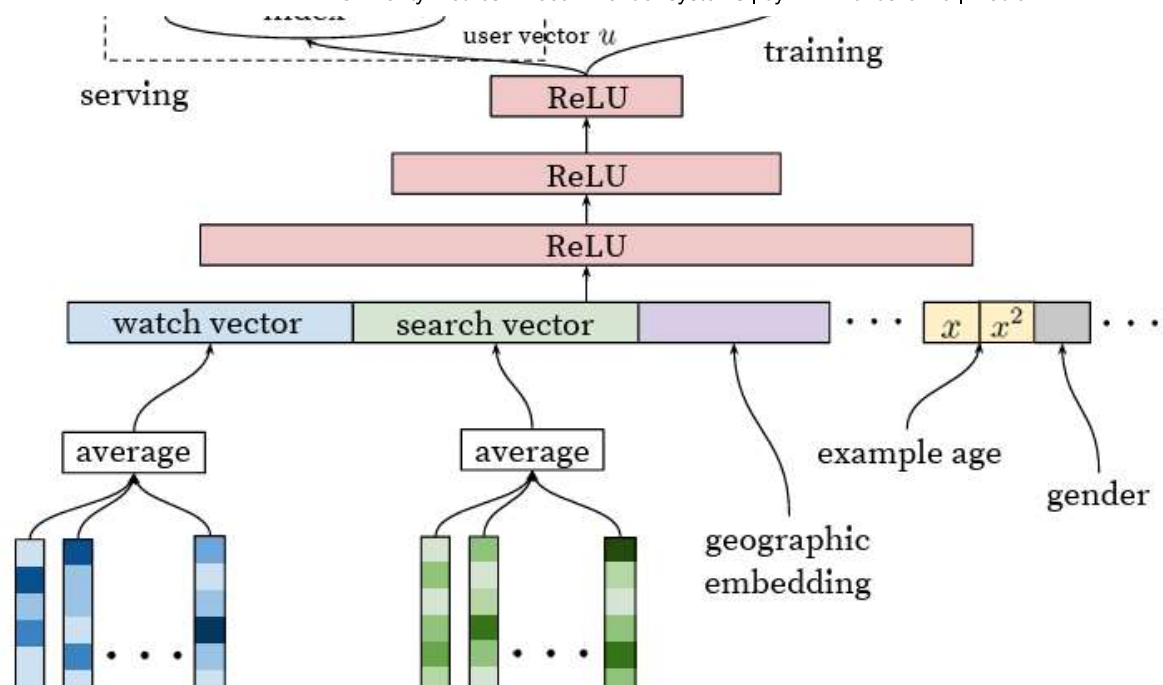 user vector u
training
serving
ReLU
ReLU
ReLU
watch vector
search vector
x
x²
average
average
example age
gender
geographic
embedding